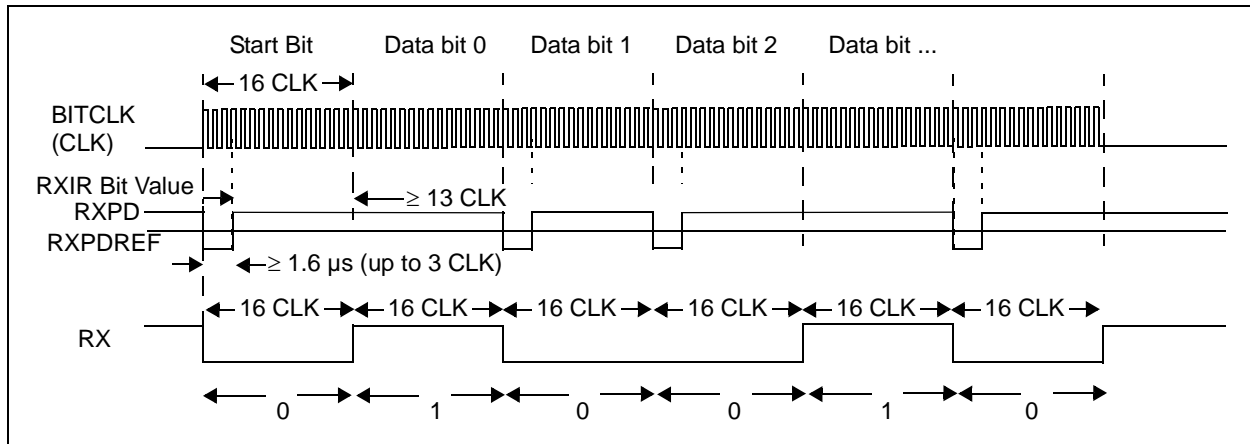 Start Bit Data bit 0 Data bit 1 Data bit 2 Data bit ...
16 CLK
BITCLK
(CLK)
RXIR Bit Value
≥ 13 CLK
RXPD
RXPDREF
≥ 1.6 µs (up to 3 CLK)
16 CLK 16 CLK 16 CLK 16 CLK 16 CLK 16 CLK
RX
0 1 0 0 1 0